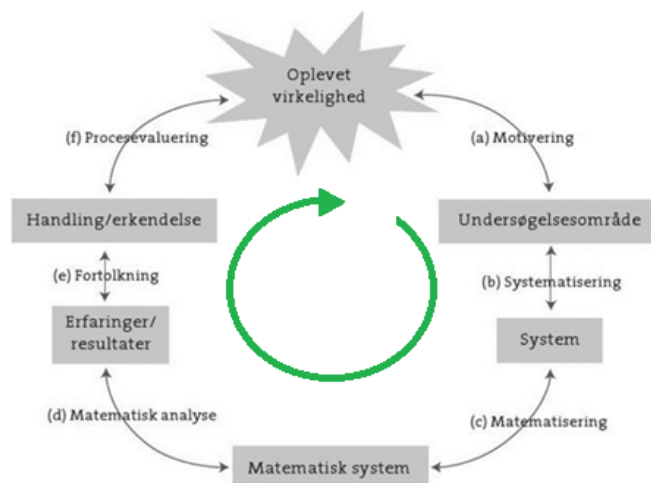 Oplevet
virkelighed
(f) Procesevaluering
(a) Motivering
Handling/erkendelse
Undersøgelsesområde
(e) Fortolkning
(b) Systematisering
Erfaringer/
resultater
System
(d) Matematisk analyse
(c) Matematisering
Matematisk system